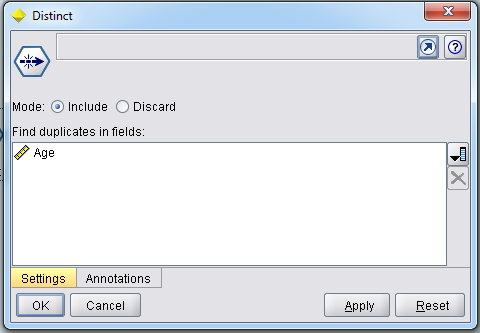 Distinct
Mode: Include Discard
Find duplicates in fields:
Age
Settings Annotations
OK Cancel Apply Reset